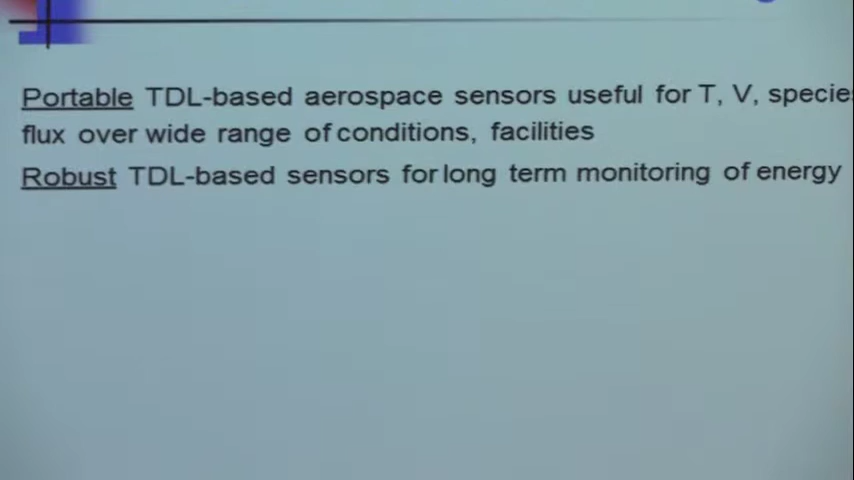 Portable TDL-based aerospace sensors useful for T, V, species
flux over wide range of conditions, facilities
Robust TDL-based sensors for long term monitoring of energy